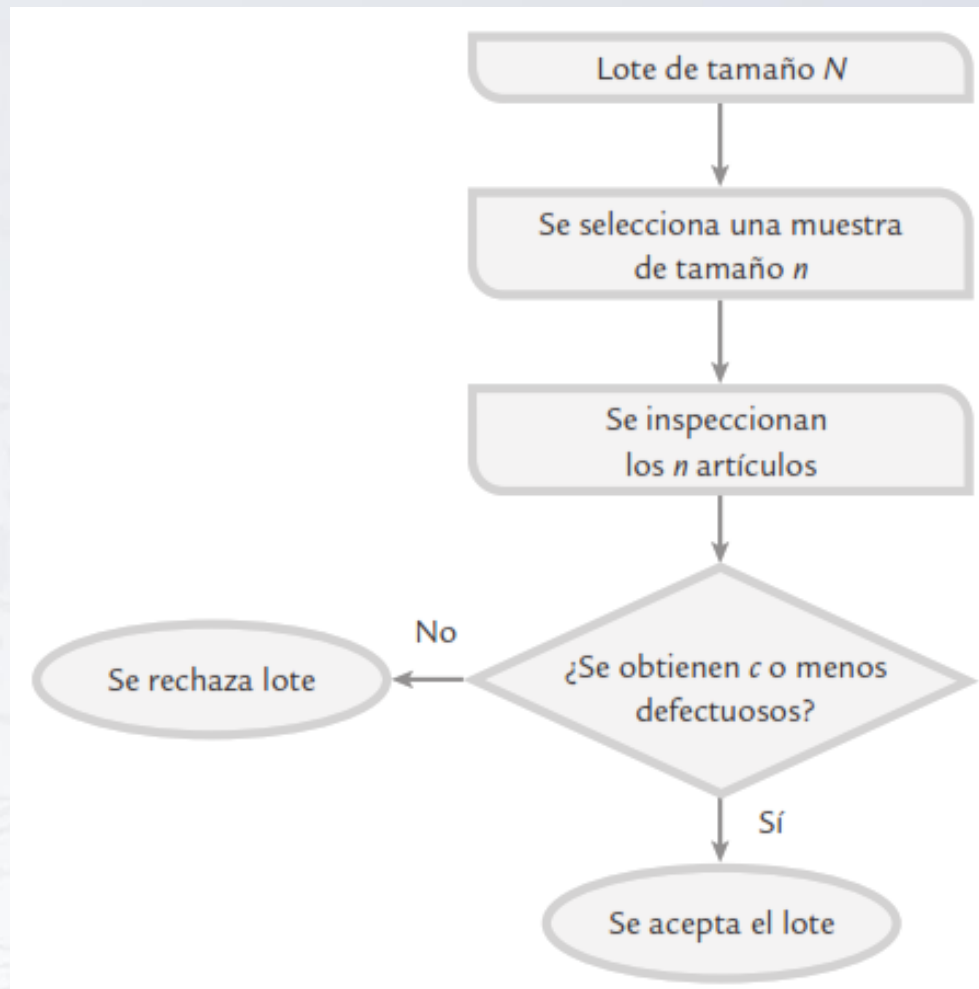 Lote de tamaño N
Se selecciona una muestra
de tamaño n
Se inspeccionan
los n artículos
¿Se obtienen c o menos
defectuosos?
No
Se rechaza lote
Sí
Se acepta el lote